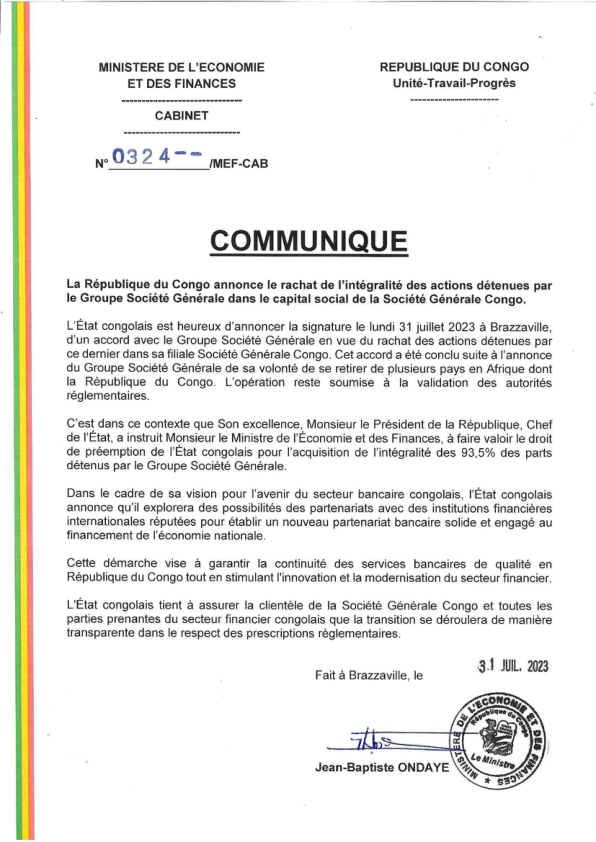 MINISTERE DE L'ECONOMIE
ET DES FINANCES
------------------------------
CABINET
-----------------------------
N° 0324-- /MEF-CAB
REPUBLIQUE DU CONGO
Unité-Travail-Progrès
----------------------
COMMUNIQUE
La République du Congo annonce le rachat de l'intégralité des actions détenues par
le Groupe Société Générale dans le capital social de la Société Générale Congo.
L'État congolais est heureux d'annoncer la signature le lundi 31 juillet 2023 à Brazzaville,
d'un accord avec le Groupe Société Générale en vue du rachat des actions détenues par
ce dernier dans sa filiale Société Générale Congo. Cet accord a été conclu suite à l'annonce
du Groupe Société Générale de sa volonté de se retirer de plusieurs pays en Afrique dont
la République du Congo. L'opération reste soumise à la validation des autorités
réglementaires.
C'est dans ce contexte que Son excellence, Monsieur le Président de la République, Chef
de l'État, a instruit Monsieur le Ministre de l'Économie et des Finances, à faire valoir le droit
de préemption de l'État congolais pour l'acquisition de l'intégralité des 93,5% des parts
détenus par le Groupe Société Générale.
Dans le cadre de sa vision pour l'avenir du secteur bancaire congolais, l'État congolais
annonce qu'il explorera des possibilités des partenariats avec des institutions financières
internationales réputées pour établir un nouveau partenariat bancaire solide et engagé au
financement de l'économie nationale.
Cette démarche vise à garantir la continuité des services bancaires de qualité en
République du Congo tout en stimulant l'innovation et la modernisation du secteur financier.
L'État congolais tient à assurer la clientèle de la Société Générale Congo et toutes les
parties prenantes du secteur financier congolais que la transition se déroulera de manière
transparente dans le respect des prescriptions règlementaires.
Fait à Brazzaville, le 31 JUIL. 2023
Jean-Baptiste ONDAYE
MINISTERE DE L'ECONOMIE ET DES FINANCES
République du Congo
Le Ministre